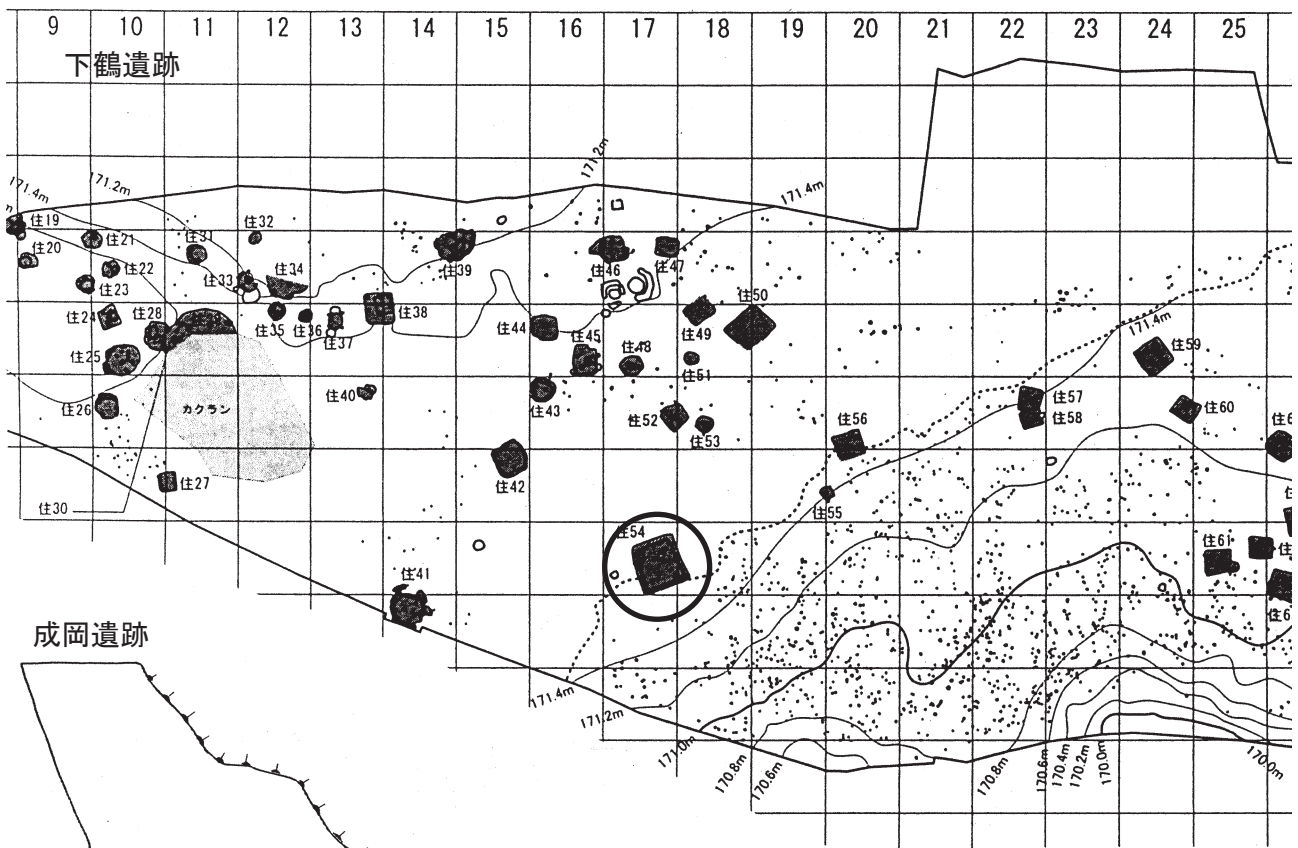 9 10 11 12 13 14 15 16 17 18 19 20 21 22 23 24 25
下鶴遺跡
171.2m
171.4m
171.2m
171.4m
住19
住20
住21
住22
住23
住24
住25
住26
住27
住28
住30
住31
住32
住33
住34
住35
住36
住37
住38
住39
住40
住41
住42
住43
住44
住45
住46
住47
住48
住49
住50
住51
住52
住53
住54
住55
住56
住57
住58
住59
住60
住61
カクラン
171.4m
成岡遺跡
171.4m
171.2m
171.0m
170.8m
170.6m
170.8m
170.6m
170.4m
170.2m
170.0m
170.0m